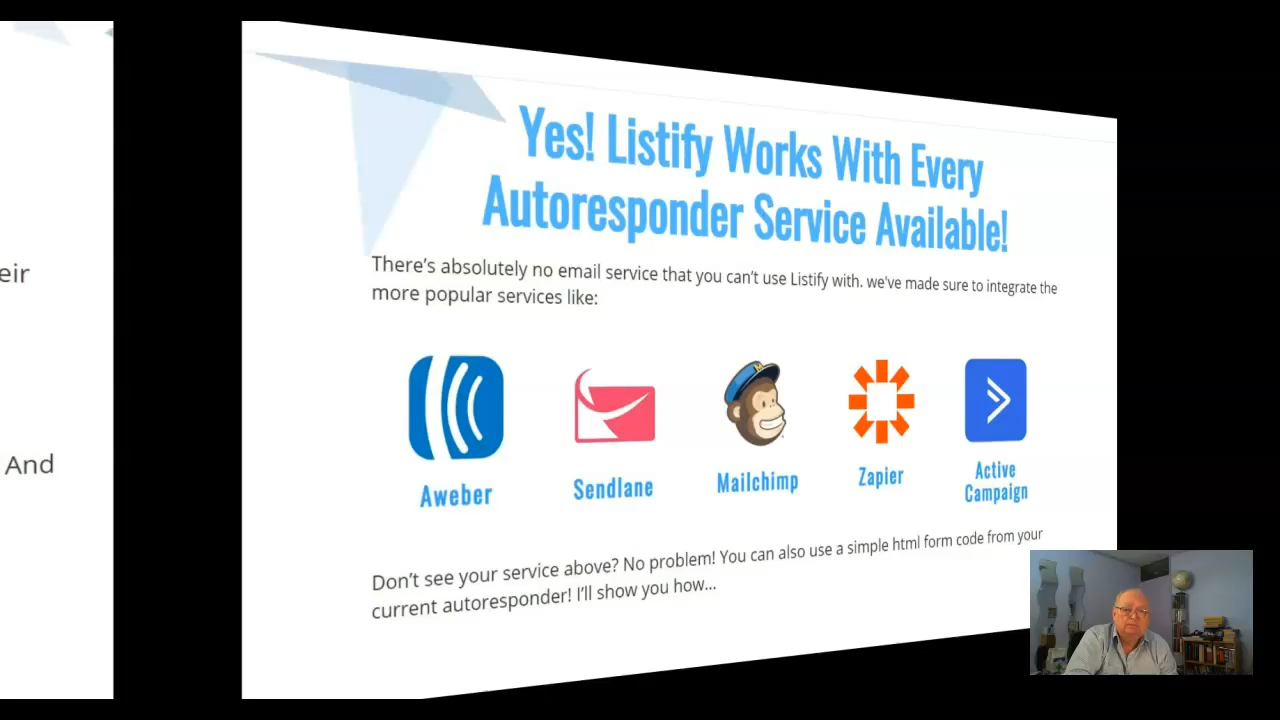 eir
And
Yes! Listify Works With Every
Autoresponder Service Available!
There's absolutely no email service that you can't use Listify with. we've made sure to integrate the
more popular services like:
Aweber
Sendlane
Mailchimp
Zapier
Active
Campaign
Don't see your service above? No problem! You can also use a simple html form code from your
current autoresponder! I'll show you how...